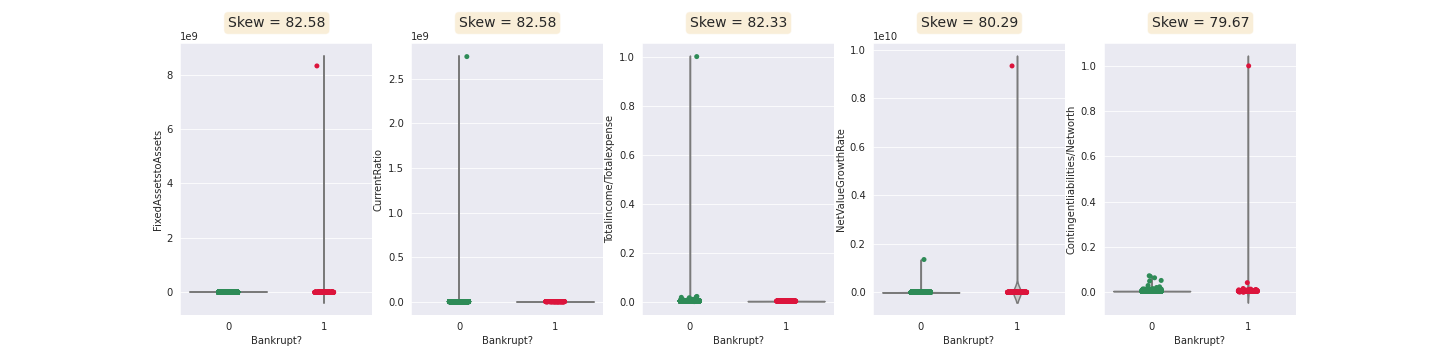 Skew = 82.58
1e9
FixedAssetstoAssets
8
6
4
2
0
0 1
Bankrupt?
Skew = 82.58
1e9
CurrentRatio
2.5
2.0
1.5
1.0
0.5
0.0
0 1
Bankrupt?
Skew = 82.33
Totalincome/Totalexpense
1.0
0.8
0.6
0.4
0.2
0.0
0 1
Bankrupt?
Skew = 80.29
1e10
NetValueGrowthRate
1.0
0.8
0.6
0.4
0.2
0.0
0 1
Bankrupt?
Skew = 79.67
Contingentliabilities/Networth
1.0
0.8
0.6
0.4
0.2
0.0
0 1
Bankrupt?